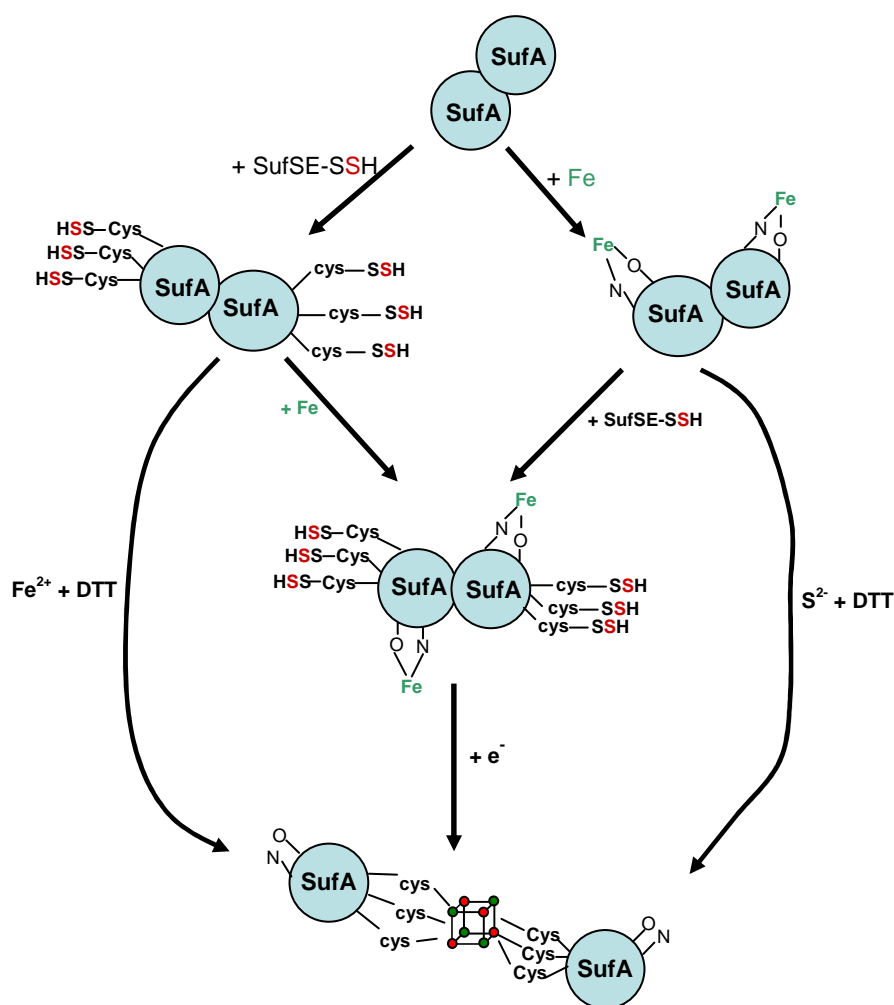 SufA
SufA
+ SufSE-SSH
+ Fe
HSS–Cys
HSS–Cys
HSS–Cys
SufA
SufA
cys—SSH
cys—SSH
cys—SSH
Fe
N
O
Fe
N
O
SufA
SufA
+ Fe
+ SufSE-SSH
HSS–Cys
HSS–Cys
HSS–Cys
Fe
N
O
SufA
SufA
cys—SSH
cys—SSH
cys—SSH
O
N
Fe
Fe²⁺ + DTT
S²⁻ + DTT
+ e⁻
O
N
SufA
cys
cys
cys
Cys
Cys
Cys
SufA
O
N